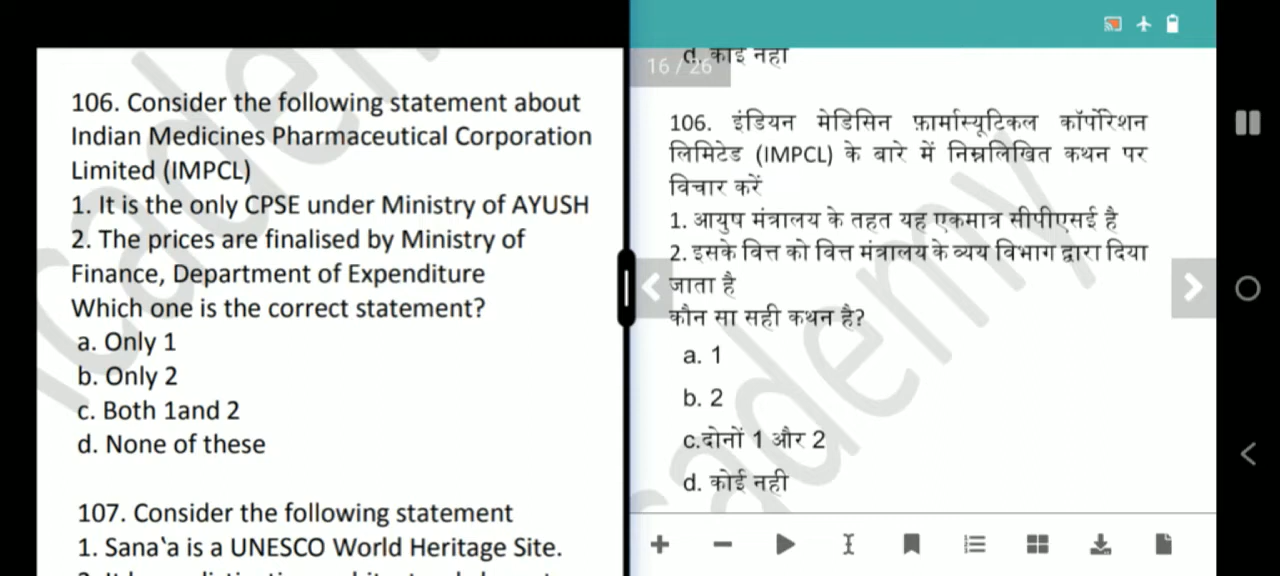 106. Consider the following statement about
Indian Medicines Pharmaceutical Corporation
Limited (IMPCL)
1. It is the only CPSE under Ministry of AYUSH
2. The prices are finalised by Ministry of
Finance, Department of Expenditure
Which one is the correct statement?
a. Only 1
b. Only 2
c. Both 1and 2
d. None of these
107. Consider the following statement
1. Sana'a is a UNESCO World Heritage Site.
d. कोई नही
16 / 26
106. इंडियन मेडिसिन फ़ार्मास्यूटिकल कॉर्पोरेशन
लिमिटेड (IMPCL) के बारे में निम्नलिखित कथन पर
विचार करें
1. आयुष मंत्रालय के तहत यह एकमात्र सीपीएसई है
2. इसके वित्त को वित्त मंत्रालय के व्यय विभाग द्वारा दिया
जाता है
कौन सा सही कथन है?
a. 1
b. 2
c.दोनों 1 और 2
d. कोई नही